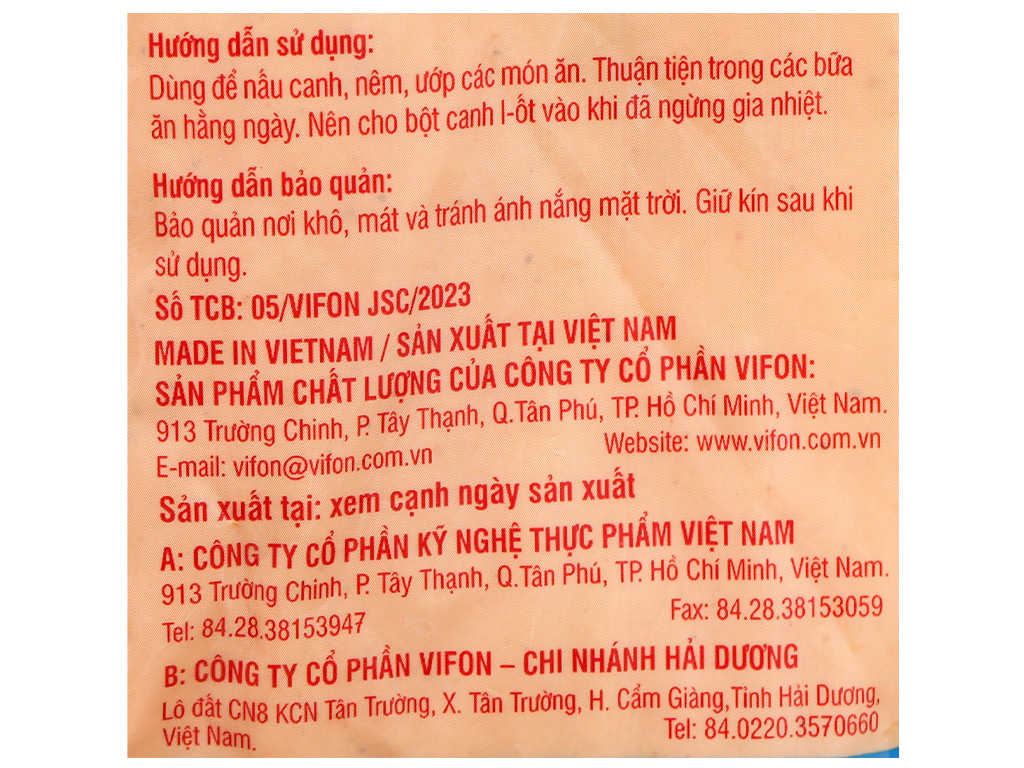 Hướng dẫn sử dụng:
Dùng để nấu canh, nêm, ướp các món ăn. Thuận tiện trong các bữa
ăn hằng ngày. Nên cho bột canh I-ốt vào khi đã ngừng gia nhiệt.
Hướng dẫn bảo quản:
Bảo quản nơi khô, mát và tránh ánh nắng mặt trời. Giữ kín sau khi
sử dụng.
Số TCB: 05/VIFON JSC/2023
MADE IN VIETNAM / SẢN XUẤT TẠI VIỆT NAM
SẢN PHẨM CHẤT LƯỢNG CỦA CÔNG TY CỔ PHẦN VIFON:
913 Trường Chinh, P. Tây Thạnh, Q.Tân Phú, TP. Hồ Chí Minh, Việt Nam.
E-mail: vifon@vifon.com.vn Website: www.vifon.com.vn
Sản xuất tại: xem cạnh ngày sản xuất
A: CÔNG TY CỔ PHẦN KỸ NGHỆ THỰC PHẨM VIỆT NAM
913 Trường Chinh, P. Tây Thạnh, Q.Tân Phú, TP. Hồ Chí Minh, Việt Nam.
Tel: 84.28.38153947 Fax: 84.28.38153059
B: CÔNG TY CỔ PHẦN VIFON – CHI NHÁNH HẢI DƯƠNG
Lô đất CN8 KCN Tân Trường, X. Tân Trường, H. Cẩm Giàng,Tỉnh Hải Dương,
Việt Nam. Tel: 84.0220.3570660